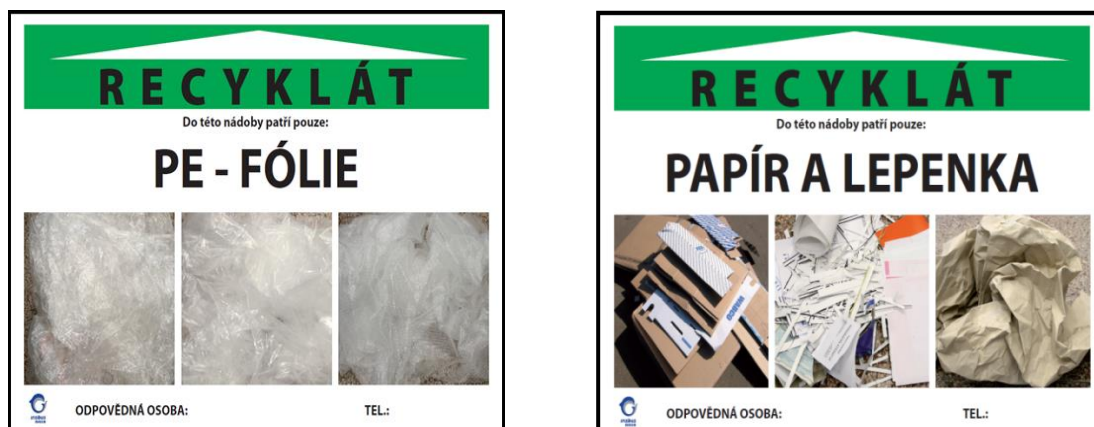 RECYKLÁT
Do této nádoby patří pouze:
PE - FÓLIE
ODPOVĚDNÁ OSOBA: TEL.:
RECYKLÁT
Do této nádoby patří pouze:
PAPÍR A LEPENKA
ODPOVĚDNÁ OSOBA: TEL.: